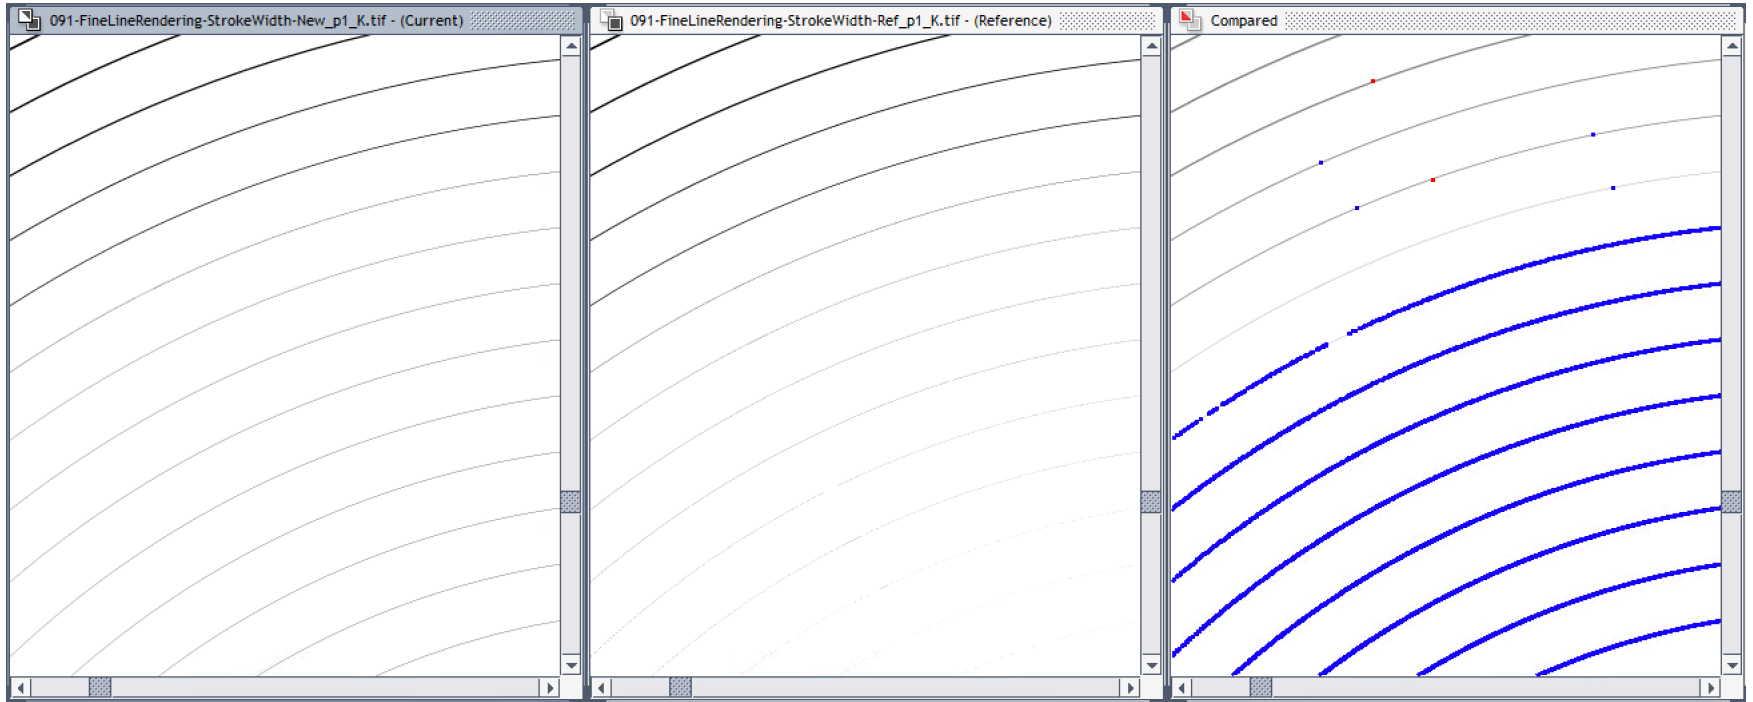 091-FineLineRendering-StrokeWidth-New_p1_K.tif - (Current)
091-FineLineRendering-StrokeWidth-Ref_p1_K.tif - (Reference)
Compared